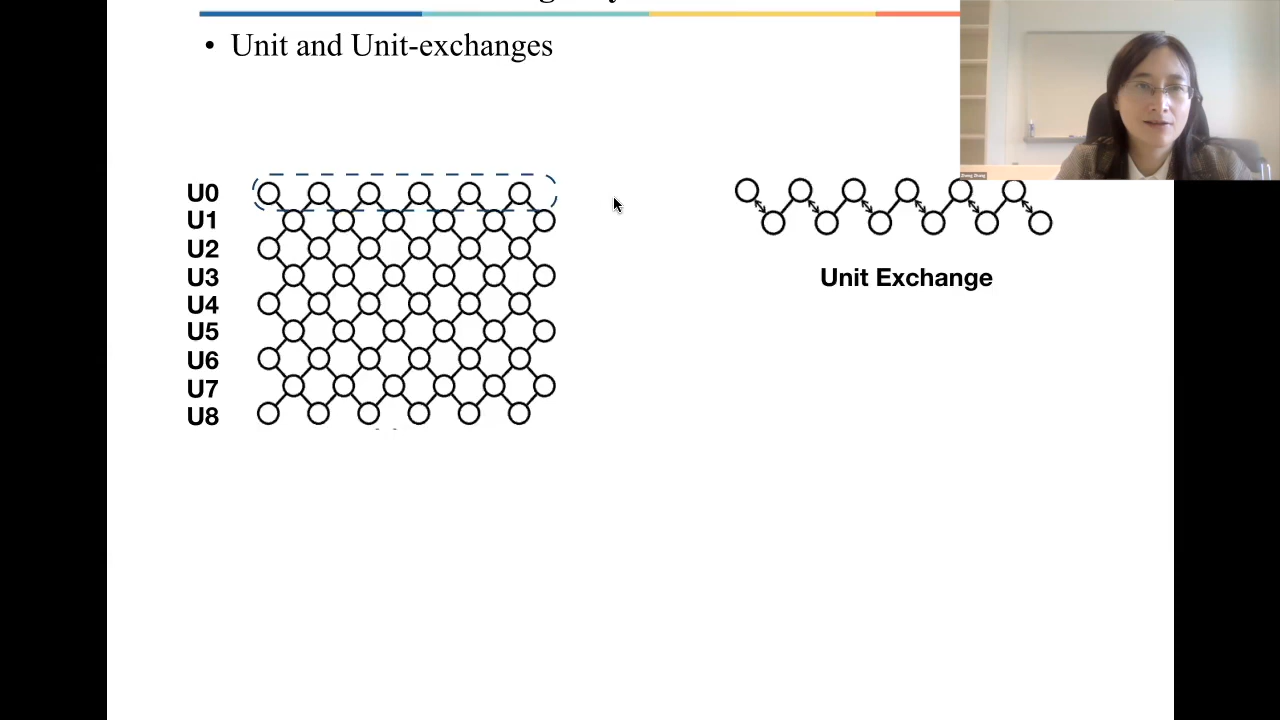 • Unit and Unit-exchanges
U0
U1
U2
U3
U4
U5
U6
U7
U8
Unit Exchange